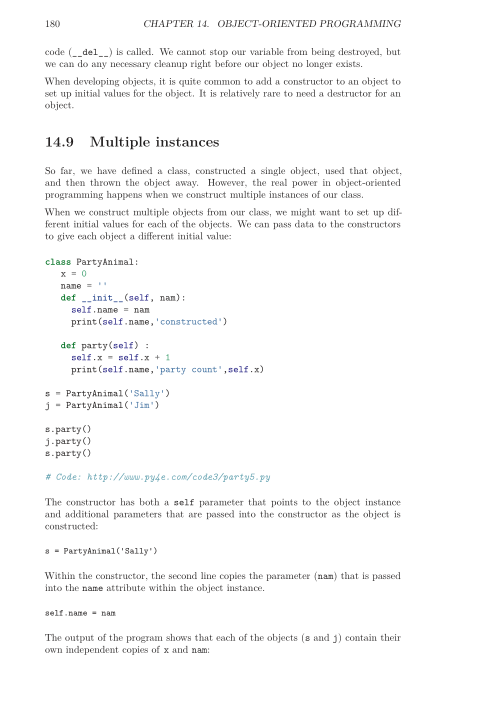 180 CHAPTER 14. OBJECT-ORIENTED PROGRAMMING
code (__del__) is called. We cannot stop our variable from being destroyed, but
we can do any necessary cleanup right before our object no longer exists.
When developing objects, it is quite common to add a constructor to an object to
set up initial values for the object. It is relatively rare to need a destructor for an
object.
14.9 Multiple instances
So far, we have defined a class, constructed a single object, used that object,
and then thrown the object away. However, the real power in object-oriented
programming happens when we construct multiple instances of our class.
When we construct multiple objects from our class, we might want to set up dif-
ferent initial values for each of the objects. We can pass data to the constructors
to give each object a different initial value:
class PartyAnimal:
   x = 0
   name = ''
   def __init__(self, nam):
     self.name = nam
     print(self.name,'constructed')
   def party(self) :
     self.x = self.x + 1
     print(self.name,'party count',self.x)
s = PartyAnimal('Sally')
j = PartyAnimal('Jim')
s.party()
j.party()
s.party()
# Code: http://www.py4e.com/code3/party5.py
The constructor has both a self parameter that points to the object instance
and additional parameters that are passed into the constructor as the object is
constructed:
s = PartyAnimal('Sally')
Within the constructor, the second line copies the parameter (nam) that is passed
into the name attribute within the object instance.
self.name = nam
The output of the program shows that each of the objects (s and j) contain their
own independent copies of x and nam: